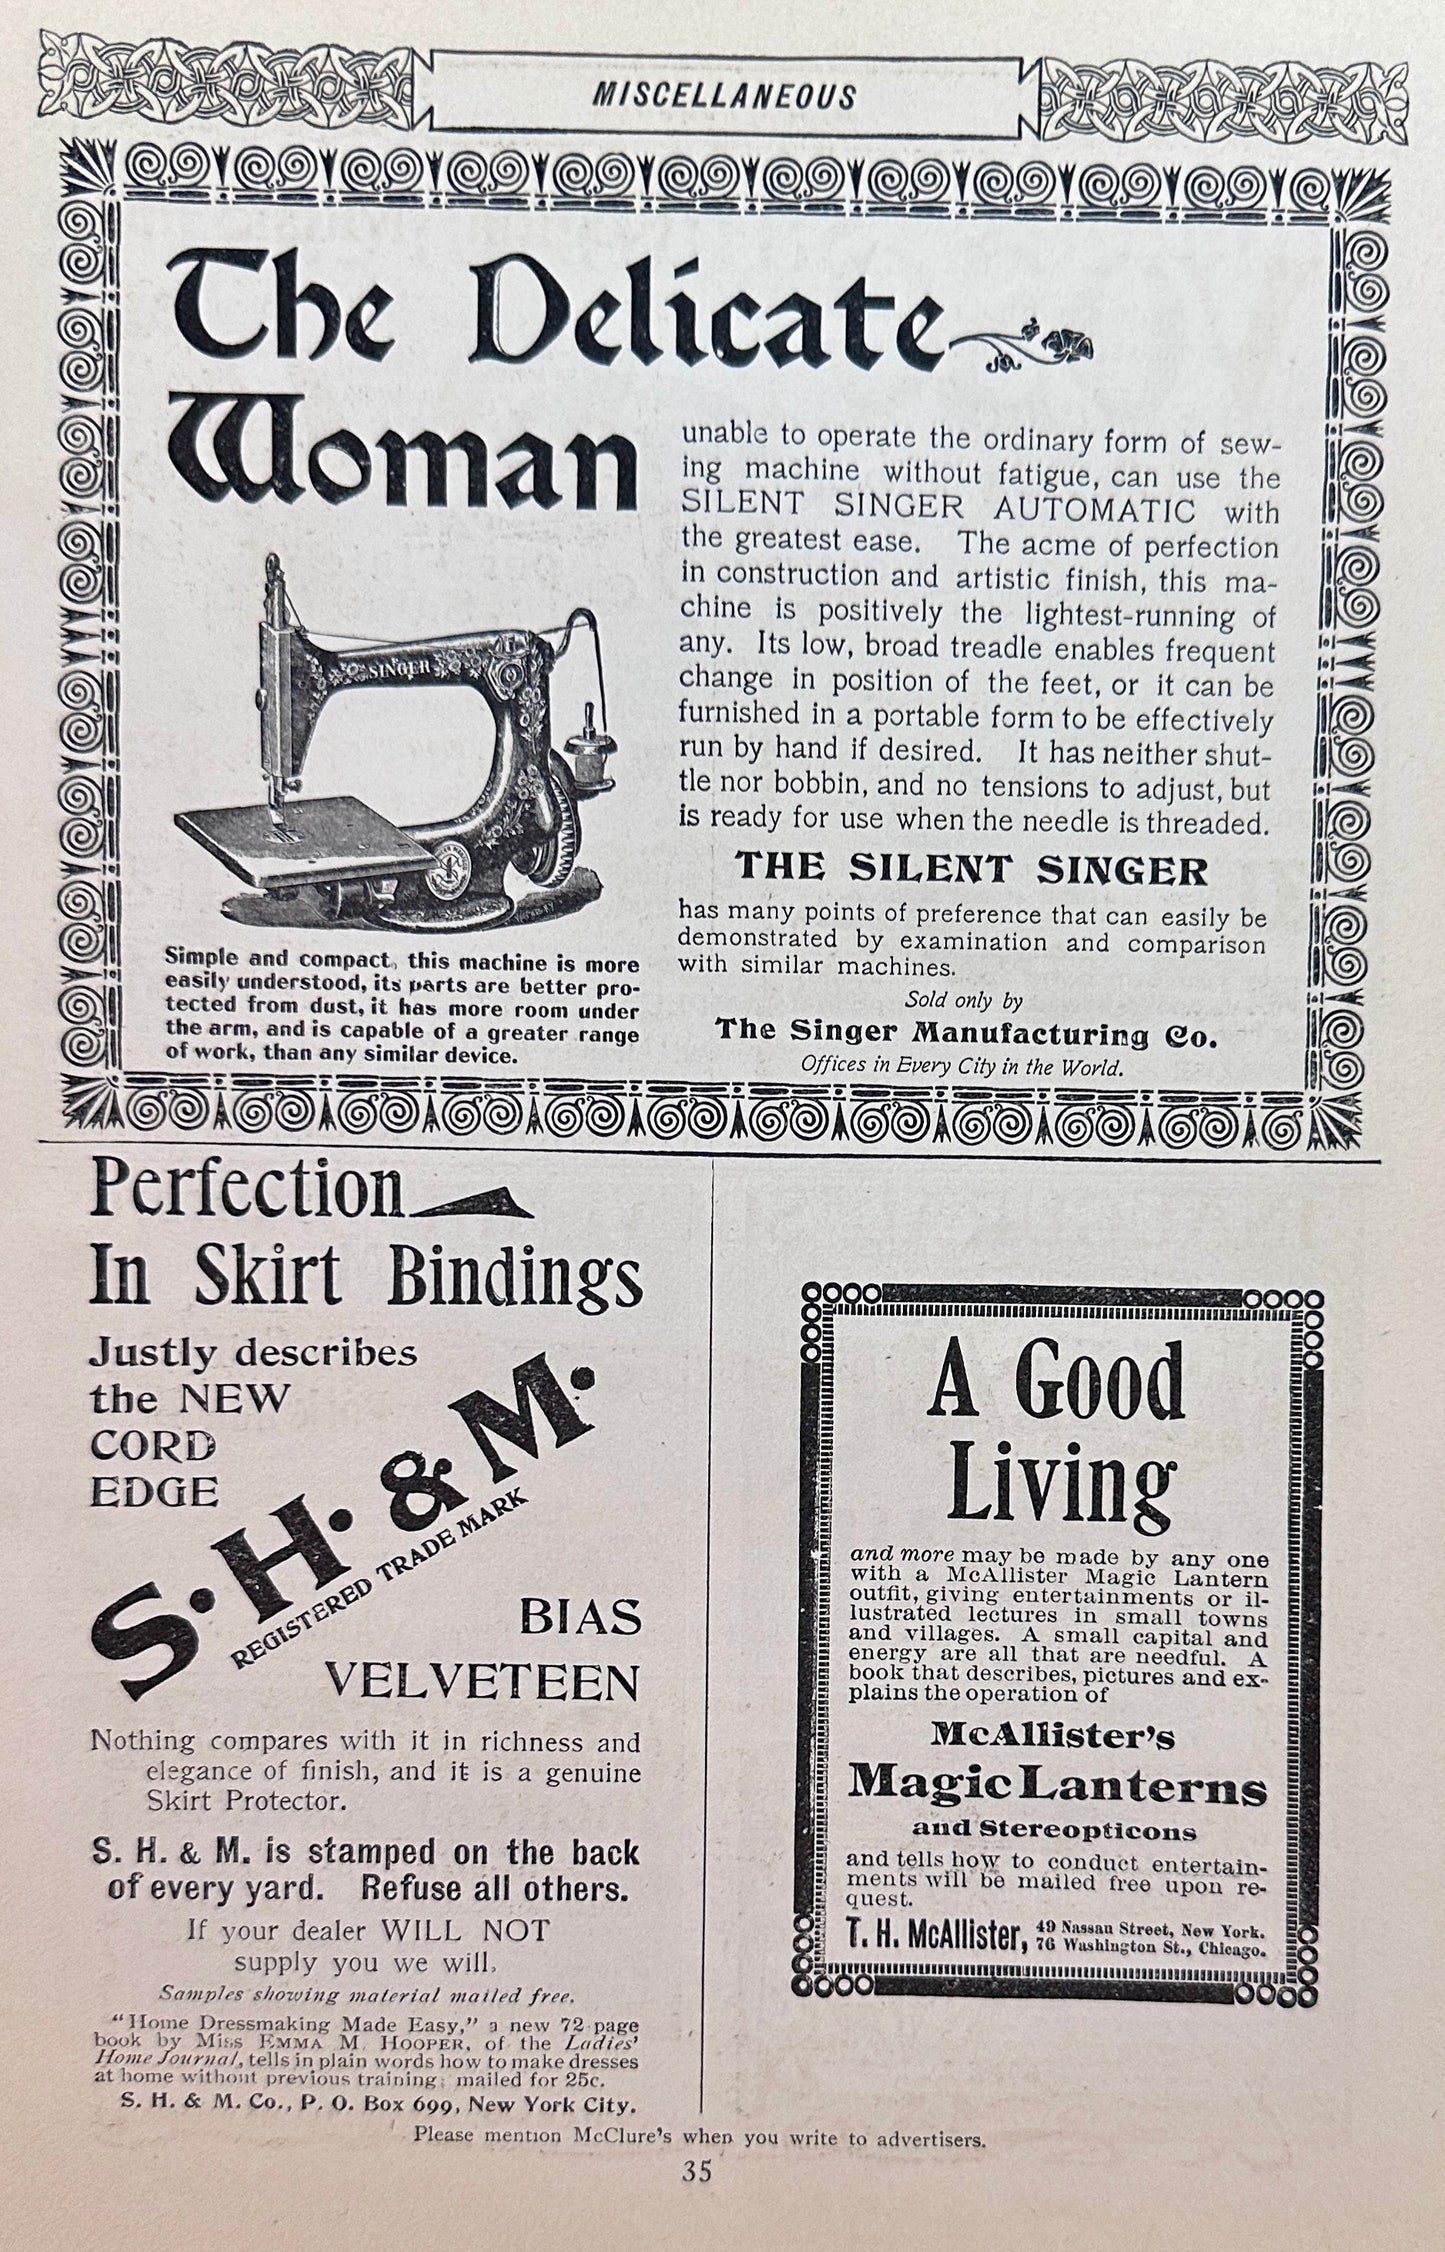 MISCELLANEOUS
The Delicate
Woman
unable to operate the ordinary form of sew-
ing machine without fatigue, can use the
SILENT SINGER AUTOMATIC with
the greatest ease. The acme of perfection
in construction and artistic finish, this ma-
chine is positively the lightest-running of
any. Its low, broad treadle enables frequent
change in position of the feet, or it can be
furnished in a portable form to be effectively
run by hand if desired. It has neither shut-
tle nor bobbin, and no tensions to adjust, but
is ready for use when the needle is threaded.
THE SILENT SINGER
has many points of preference that can easily be
demonstrated by examination and comparison
with similar machines.
Sold only by
The Singer Manufacturing Co.
Offices in Every City in the World.
SINGER
Simple and compact, this machine is more
easily understood, its parts are better pro-
tected from dust, it has more room under
the arm, and is capable of a greater range
of work, than any similar device.
Perfection
In Skirt Bindings
Justly describes
the NEW
CORD
EDGE
S. H. & M.
REGISTERED TRADE MARK
BIAS
VELVETEEN
Nothing compares with it in richness and
elegance of finish, and it is a genuine
Skirt Protector.
S. H. & M. is stamped on the back
of every yard. Refuse all others.
If your dealer WILL NOT
supply you we will.
Samples showing material mailed free.
"Home Dressmaking Made Easy," a new 72 page
book by Miss EMMA M. HOOPER, of the Ladies'
Home Journal, tells in plain words how to make dresses
at home without previous training; mailed for 25c.
S. H. & M. Co., P. O. Box 699, New York City.
A Good
Living
and more may be made by any one
with a McAllister Magic Lantern
outfit, giving entertainments or il-
lustrated lectures in small towns
and villages. A small capital and
energy are all that are needful. A
book that describes, pictures and ex-
plains the operation of
McAllister's
Magic Lanterns
and Stereopticons
and tells how to conduct entertain-
ments will be mailed free upon re-
quest.
T. H. McAllister, 49 Nassau Street, New York.
76 Washington St., Chicago.
Please mention McClure's when you write to advertisers.
35